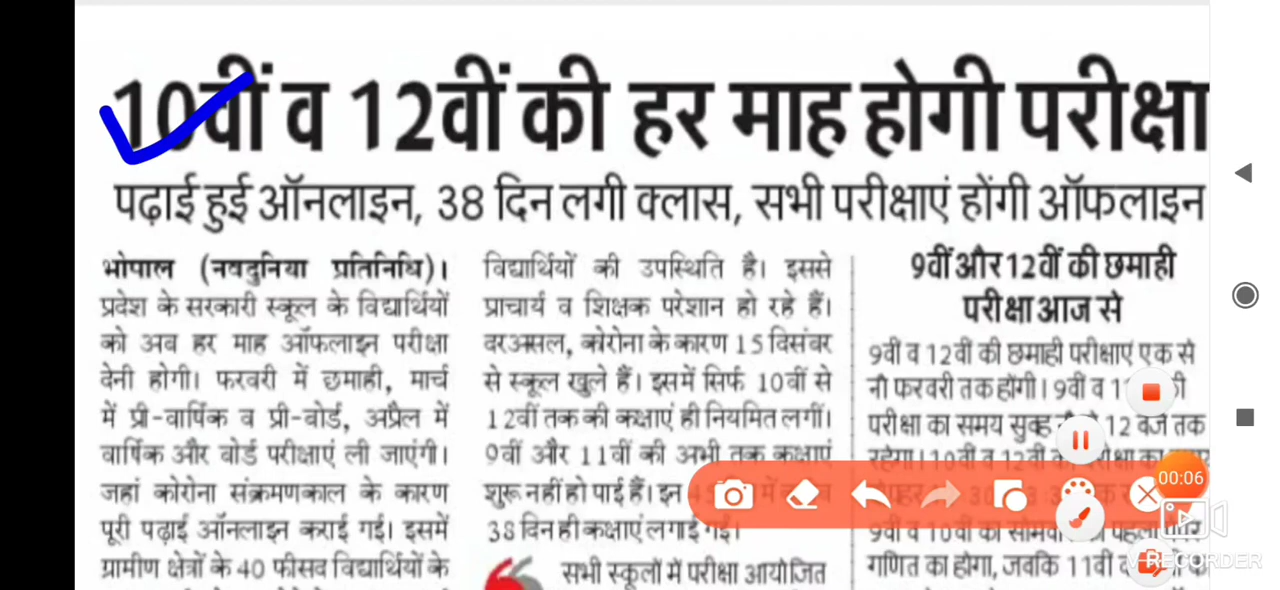 10वीं व 12वीं की हर माह होगी परीक्षा
पढ़ाई हुई ऑनलाइन, 38 दिन लगी क्लास, सभी परीक्षाएं होंगी ऑफलाइन
भोपाल (नवदुनिया प्रतिनिधि)।
प्रदेश के सरकारी स्कूल के विद्यार्थियों
को अब हर माह ऑफलाइन परीक्षा
देनी होगी। फरवरी में छमाही, मार्च
में प्री-वार्षिक व प्री-बोर्ड, अप्रैल में
वार्षिक और बोर्ड परीक्षाएं ली जाएंगी।
जहां कोरोना संक्रमणकाल के कारण
पूरी पढ़ाई ऑनलाइन कराई गई। इसमें
ग्रामीण क्षेत्रों के 40 फीसद विद्यार्थियों के
विद्यार्थियों की उपस्थिति है। इससे
प्राचार्य व शिक्षक परेशान हो रहे हैं।
दरअसल, कोरोना के कारण 15 दिसंबर
से स्कूल खुले हैं। इसमें सिर्फ 10वीं से
12वीं तक की कक्षाएं ही नियमित लगीं।
9वीं और 11वीं की अभी तक कक्षाएं
शुरू नहीं हो पाई हैं। इन
38 दिन ही कक्षाएं लगाई गईं।
सभी स्कूलों में परीक्षा आयोजित
9वीं और 12वीं की छमाही
परीक्षा आज से
9वीं व 12वीं की छमाही परीक्षाएं एक से
नौ फरवरी तक होंगी। 9वीं व
परीक्षा का समय सुबह 12 बजे तक
रहेगा। 10वीं व 12वीं
9वीं व 10वीं का पहला पेपर
गणित का होगा, जबकि 11वीं
00:06
V RECORDER